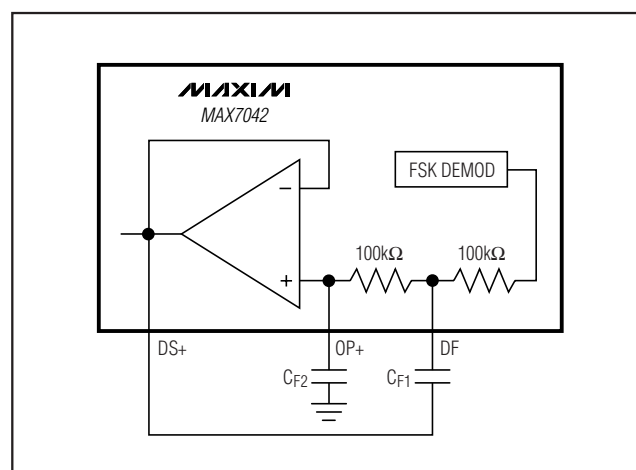 MAXIM
MAX7042
FSK DEMOD
−
100kΩ 100kΩ
+
DS+ OP+ DF
CF2 CF1